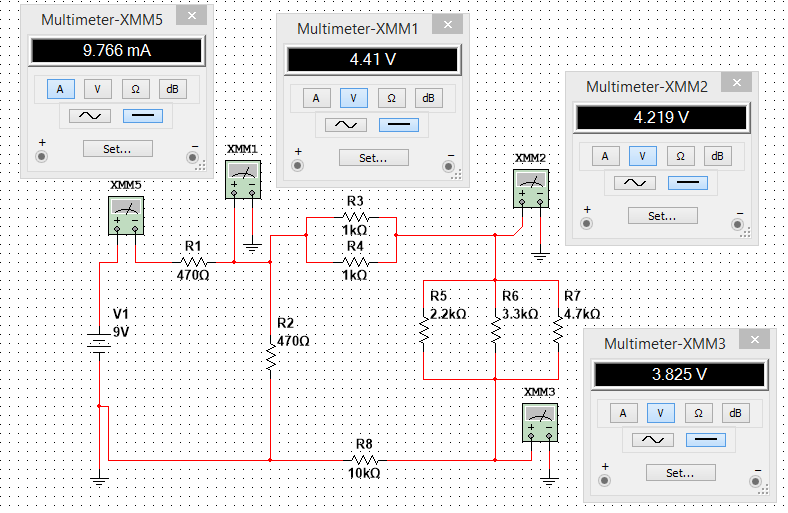 Multimeter-XMM5
9.766 mA
A V Ω dB
Set...
+ −
Multimeter-XMM1
4.41 V
A V Ω dB
Set...
+ −
Multimeter-XMM2
4.219 V
A V Ω dB
Set...
+ −
Multimeter-XMM3
3.825 V
A V Ω dB
Set...
+ −
XMM5
XMM1
XMM2
XMM3
R1
470Ω
R3
1kΩ
R4
1kΩ
V1
9V
R2
470Ω
R5
2.2kΩ
R6
3.3kΩ
R7
4.7kΩ
R8
10kΩ